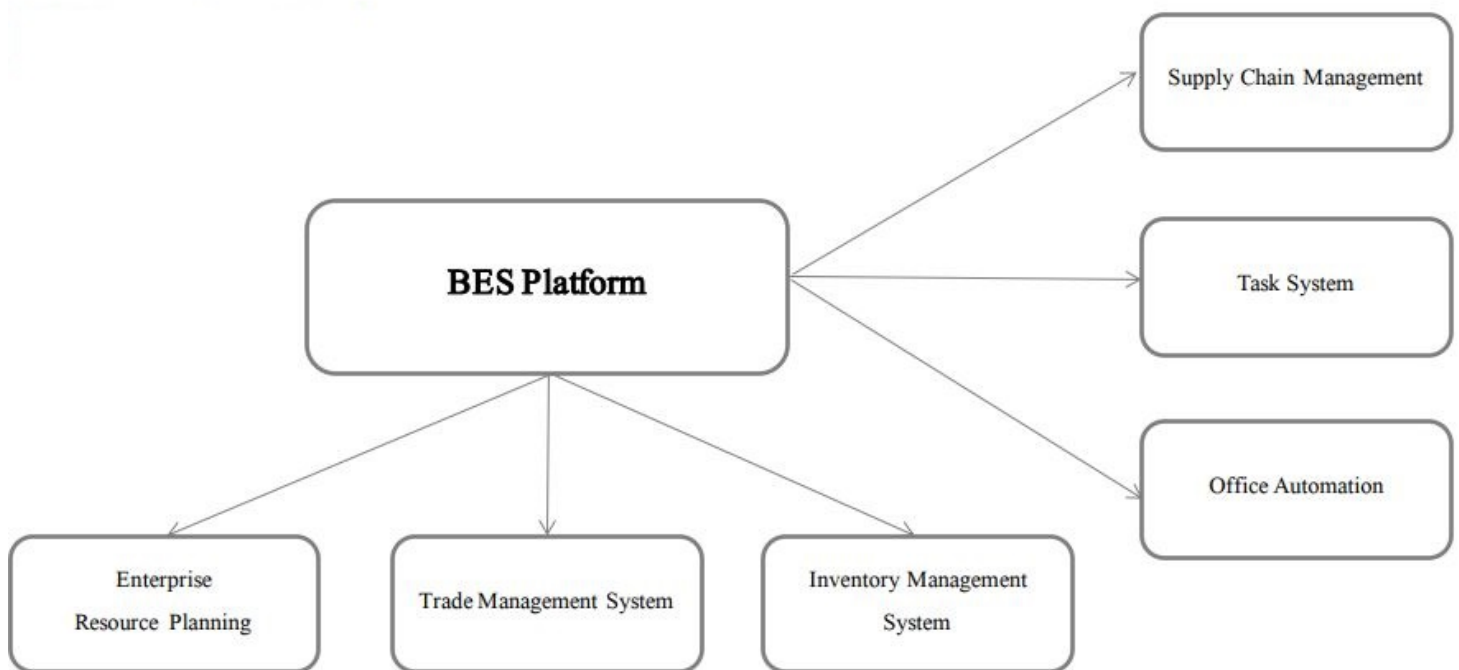 Supply Chain Management
BES Platform
Task System
Office Automation
Enterprise
Resource Planning
Trade Management System
Inventory Management
System